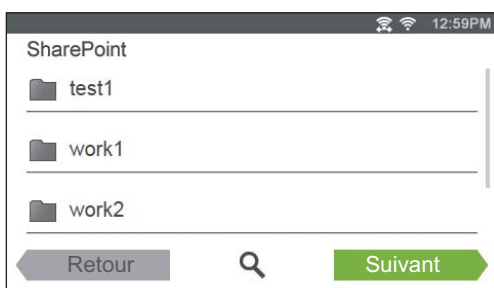 12:59PM
SharePoint
test1
work1
work2
Retour
Suivant